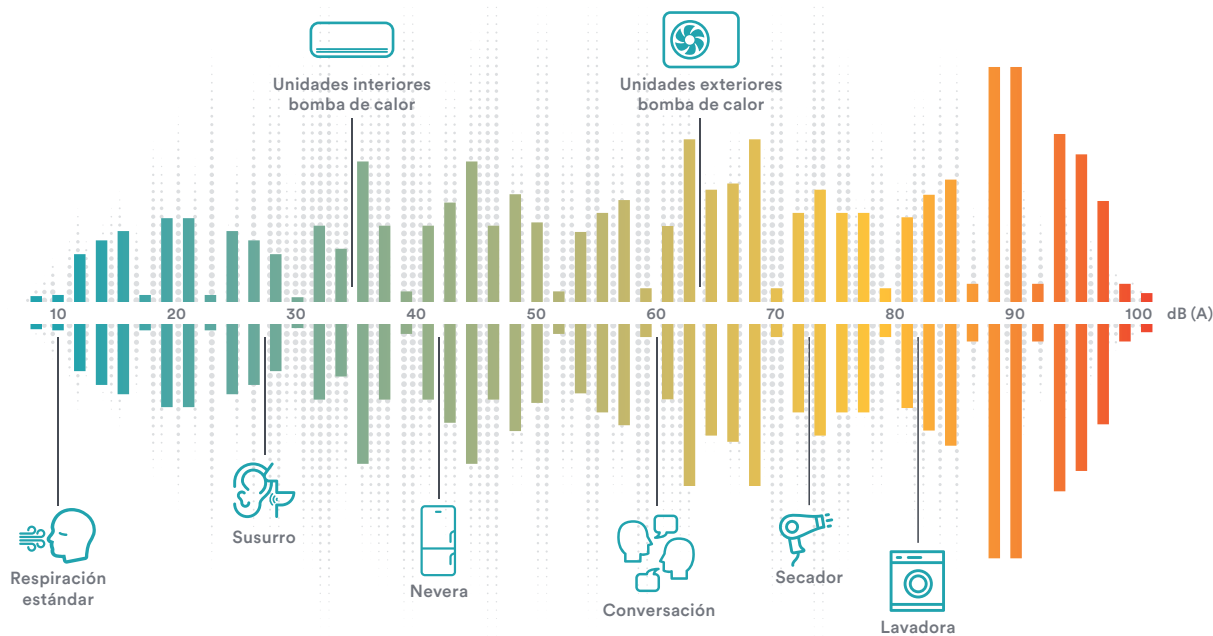 Unidades interiores
bomba de calor
Unidades exteriores
bomba de calor
10 20 30 40 50 60 70 80 90 100 dB (A)
Respiración
estándar
Susurro
Nevera
Conversación
Secador
Lavadora